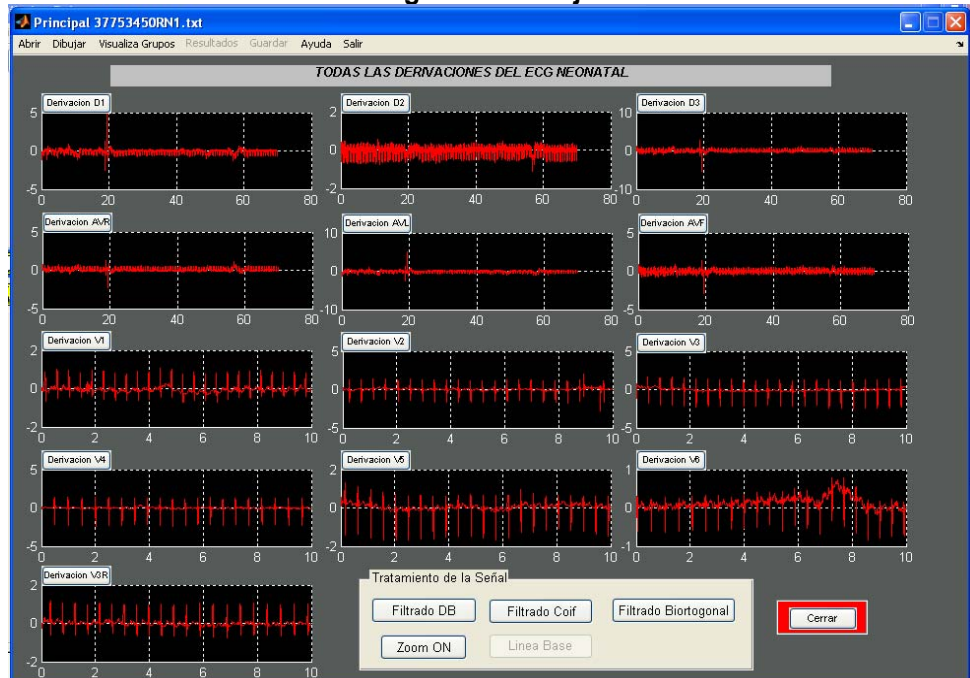 Principal 37753450RN1.txt
Abrir Dibujar Visualiza Grupos Resultados Guardar Ayuda Salir
TODAS LAS DERIVACIONES DEL ECG NEONATAL
Derivacion D1 Derivacion D2 Derivacion D3
5 2 10
0 0 0
-5 -2 -10
0 20 40 60 80 0 20 40 60 80 0 20 40 60 80
Derivacion AVR Derivacion AVL Derivacion AVF
5 10 5
0 0 0
-5 -10 -5
0 20 40 60 80 0 20 40 60 80 0 20 40 60 80
Derivacion V1 Derivacion V2 Derivacion V3
2 5 5
0 0 0
-2 -5 -5
0 2 4 6 8 10 0 2 4 6 8 10 0 2 4 6 8 10
Derivacion V4 Derivacion V5 Derivacion V6
5 2 1
0 0 0
-5 -2 -1
0 2 4 6 8 10 0 2 4 6 8 10 0 2 4 6 8 10
Derivacion V3R
2
0
-2
0 2 4 6 8 10
Tratamiento de la Señal
Filtrado DB Filtrado Coif Filtrado Biortogonal
Zoom ON Linea Base
Cerrar